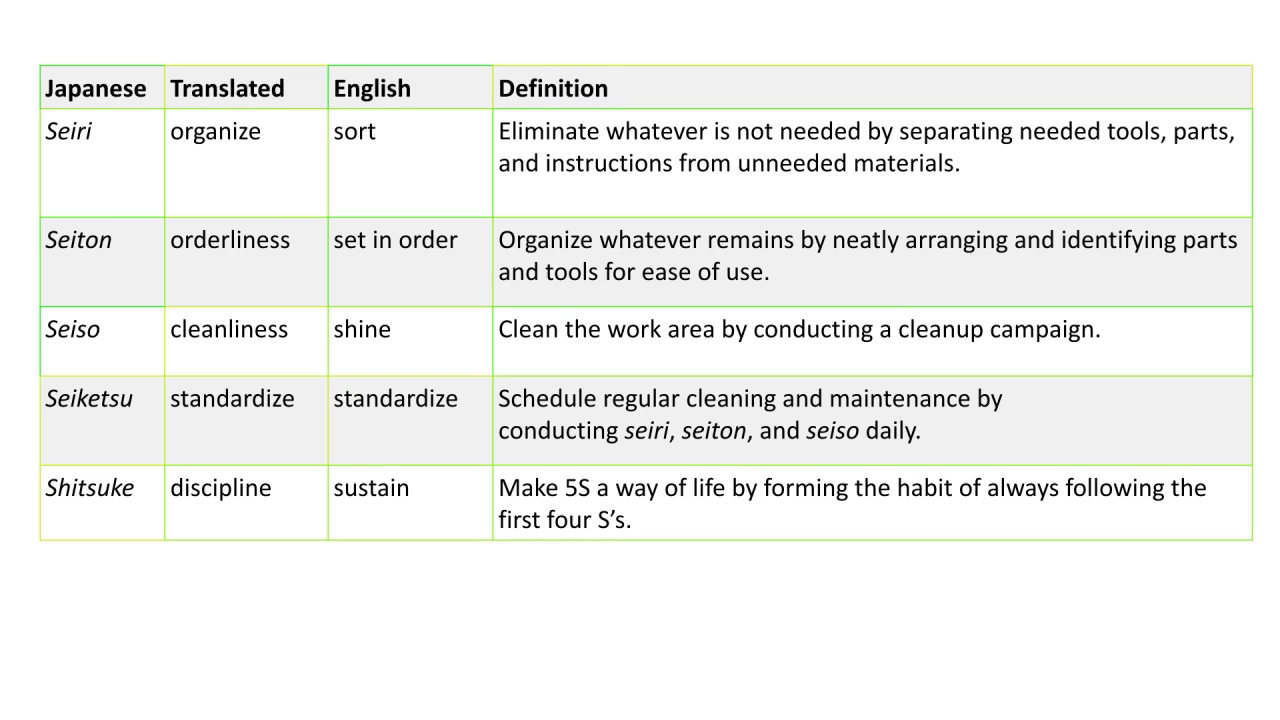 Japanese Translated English Definition
Seiri organize sort Eliminate whatever is not needed by separating needed tools, parts,
and instructions from unneeded materials.
Seiton orderliness set in order Organize whatever remains by neatly arranging and identifying parts
and tools for ease of use.
Seiso cleanliness shine Clean the work area by conducting a cleanup campaign.
Seiketsu standardize standardize Schedule regular cleaning and maintenance by
conducting seiri, seiton, and seiso daily.
Shitsuke discipline sustain Make 5S a way of life by forming the habit of always following the
first four S’s.